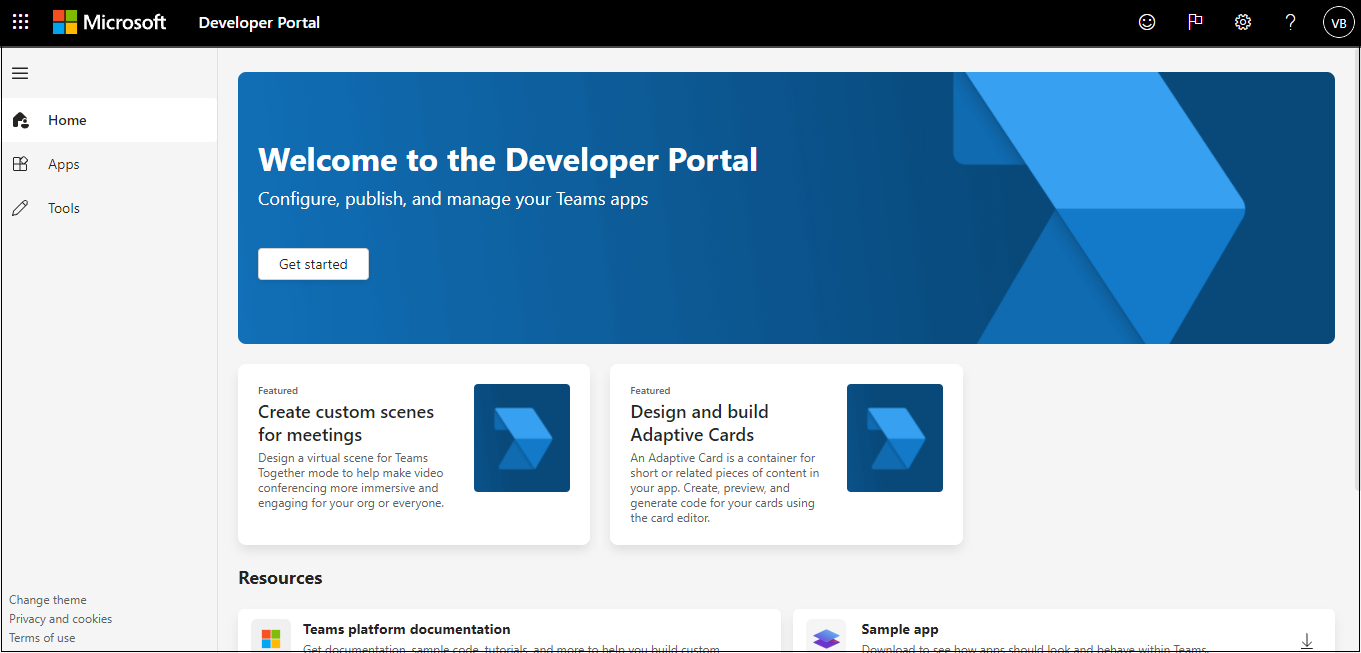 Microsoft Developer Portal VB
Home
Apps
Tools
Welcome to the Developer Portal
Configure, publish, and manage your Teams apps
Get started
Featured
Create custom scenes
for meetings
Design a virtual scene for Teams
Together mode to help make video
conferencing more immersive and
engaging for your org or everyone.
Featured
Design and build
Adaptive Cards
An Adaptive Card is a container for
short or related pieces of content in
your app. Create, preview, and
generate code for your cards using
the card editor.
Resources
Teams platform documentation
Get documentation, sample code, tutorials, and more to help you build custom
Sample app
Download to see how apps should look and behave within Teams.
Change theme
Privacy and cookies
Terms of use